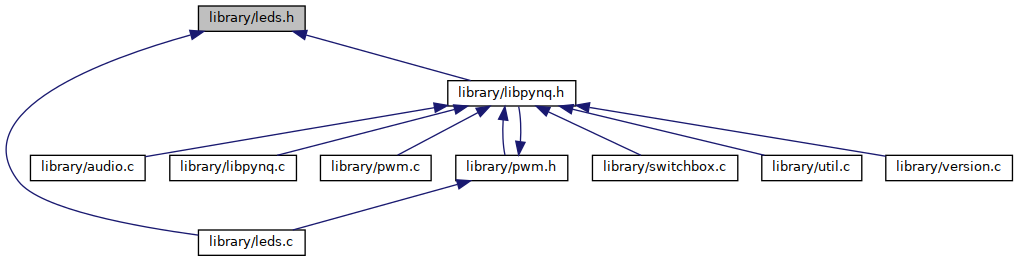 library/leds.h
library/libpynq.h
library/audio.c
library/libpynq.c
library/pwm.c
library/pwm.h
library/switchbox.c
library/util.c
library/version.c
library/leds.c